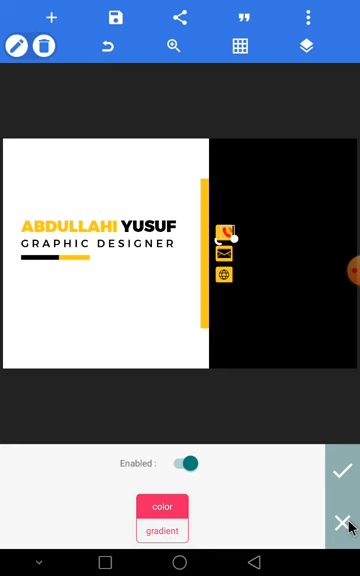 ABDULLAHI YUSUF
GRAPHIC DESIGNER
Enabled :
color
gradient